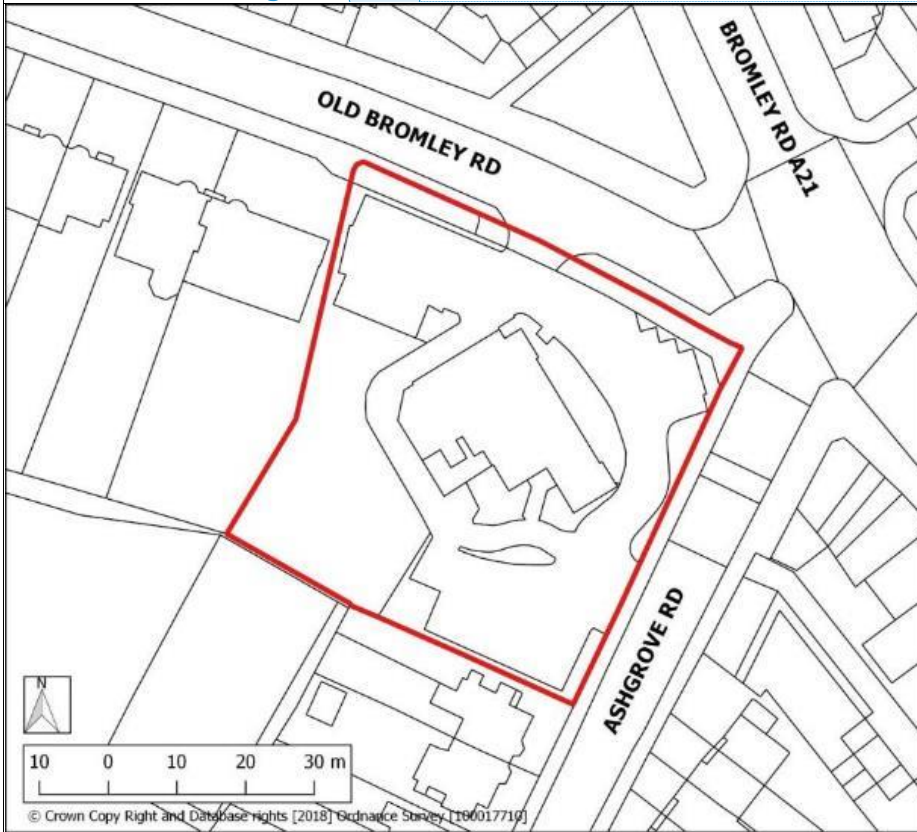 OLD BROMLEY RD
BROMLEY RD A21
ASHGROVE RD
N
10 0 10 20 30 m
© Crown Copy Right and Database rights [2018] Ordnance Survey [100017710]